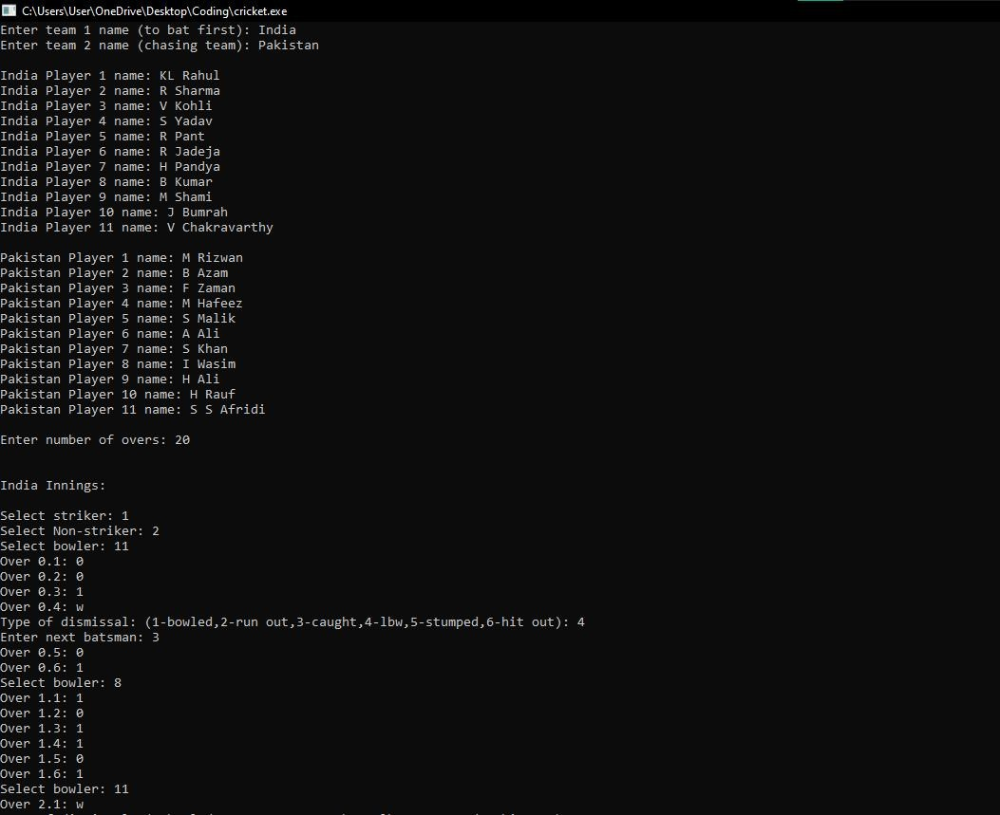 C:\Users\User\OneDrive\Desktop\Coding\cricket.exe
Enter team 1 name (to bat first): India
Enter team 2 name (chasing team): Pakistan
India Player 1 name: KL Rahul
India Player 2 name: R Sharma
India Player 3 name: V Kohli
India Player 4 name: S Yadav
India Player 5 name: R Pant
India Player 6 name: R Jadeja
India Player 7 name: H Pandya
India Player 8 name: B Kumar
India Player 9 name: M Shami
India Player 10 name: J Bumrah
India Player 11 name: V Chakravarthy
Pakistan Player 1 name: M Rizwan
Pakistan Player 2 name: B Azam
Pakistan Player 3 name: F Zaman
Pakistan Player 4 name: M Hafeez
Pakistan Player 5 name: S Malik
Pakistan Player 6 name: A Ali
Pakistan Player 7 name: S Khan
Pakistan Player 8 name: I Wasim
Pakistan Player 9 name: H Ali
Pakistan Player 10 name: H Rauf
Pakistan Player 11 name: S S Afridi
Enter number of overs: 20
India Innings:
Select striker: 1
Select Non-striker: 2
Select bowler: 11
Over 0.1: 0
Over 0.2: 0
Over 0.3: 1
Over 0.4: w
Type of dismissal: (1-bowled,2-run out,3-caught,4-lbw,5-stumped,6-hit out): 4
Enter next batsman: 3
Over 0.5: 0
Over 0.6: 1
Select bowler: 8
Over 1.1: 1
Over 1.2: 0
Over 1.3: 1
Over 1.4: 1
Over 1.5: 0
Over 1.6: 1
Select bowler: 11
Over 2.1: w